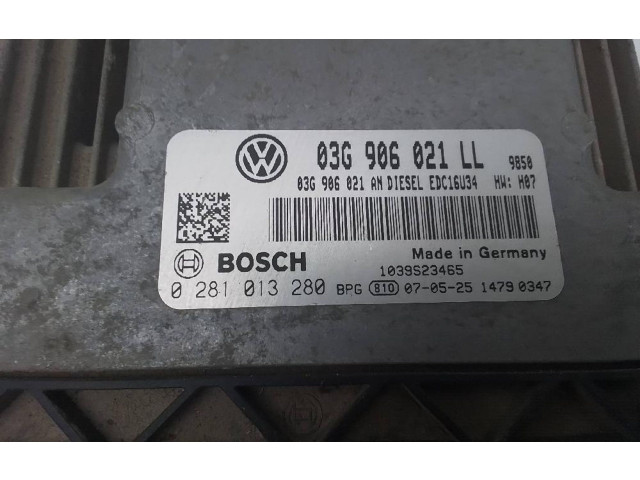 03G 906 021 LL 9850
03G 906 021 AN DIESEL EDC16U34 HW: H07
Made in Germany
BOSCH
1039S23465
0 281 013 280 BPG 810 07-05-25 1479 0347